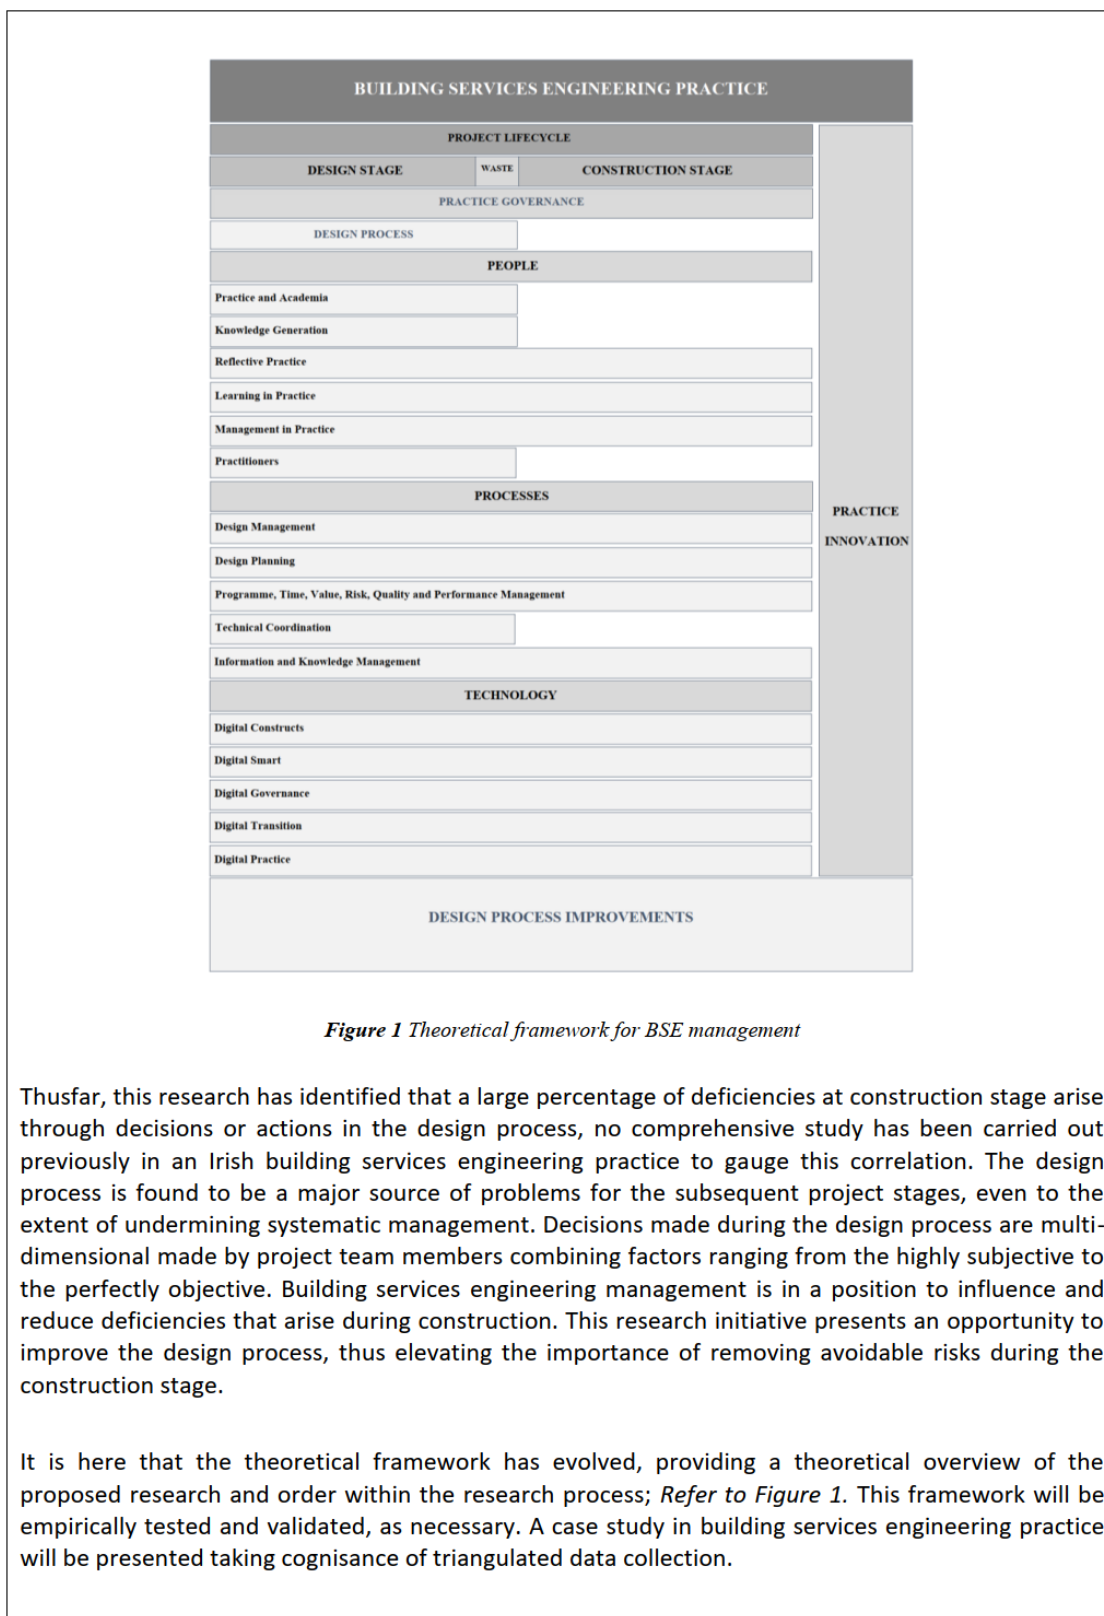 BUILDING SERVICES ENGINEERING PRACTICE
PROJECT LIFECYCLE
DESIGN STAGE
WASTE
CONSTRUCTION STAGE
PRACTICE GOVERNANCE
DESIGN PROCESS
PEOPLE
Practice and Academia
Knowledge Generation
Reflective Practice
Learning in Practice
Management in Practice
Practitioners
PROCESSES
Design Management
Design Planning
Programme, Time, Value, Risk, Quality and Performance Management
Technical Coordination
Information and Knowledge Management
TECHNOLOGY
Digital Constructs
Digital Smart
Digital Governance
Digital Transition
Digital Practice
PRACTICE
INNOVATION
DESIGN PROCESS IMPROVEMENTS
Figure 1 Theoretical framework for BSE management
Thusfar, this research has identified that a large percentage of deficiencies at construction stage arise
through decisions or actions in the design process, no comprehensive study has been carried out
previously in an Irish building services engineering practice to gauge this correlation. The design
process is found to be a major source of problems for the subsequent project stages, even to the
extent of undermining systematic management. Decisions made during the design process are multi-
dimensional made by project team members combining factors ranging from the highly subjective to
the perfectly objective. Building services engineering management is in a position to influence and
reduce deficiencies that arise during construction. This research initiative presents an opportunity to
improve the design process, thus elevating the importance of removing avoidable risks during the
construction stage.
It is here that the theoretical framework has evolved, providing a theoretical overview of the
proposed research and order within the research process; Refer to Figure 1. This framework will be
empirically tested and validated, as necessary. A case study in building services engineering practice
will be presented taking cognisance of triangulated data collection.